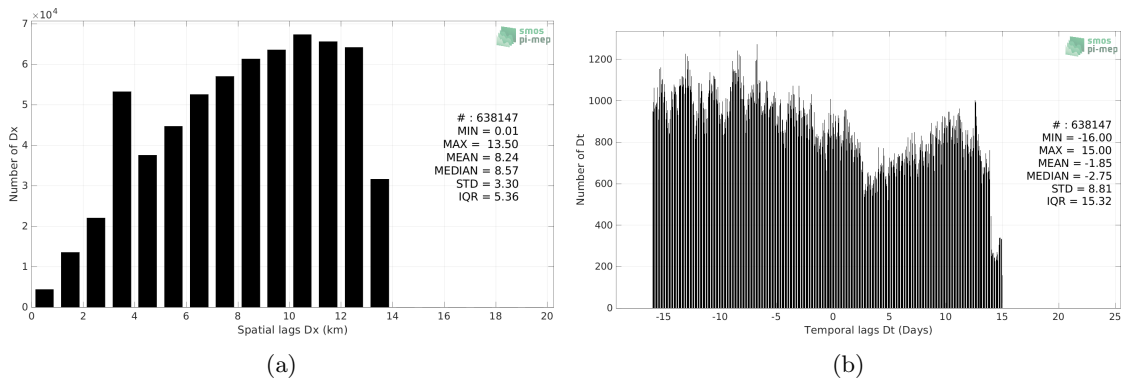 7
×10⁴
6
5
4
3
2
1
0
Number of Dx
smos
pi-mep
# : 638147
MIN = 0.01
MAX = 13.50
MEAN = 8.24
MEDIAN = 8.57
STD = 3.30
IQR = 5.36
0 2 4 6 8 10 12 14 16 18 20
Spatial lags Dx (km)
(a)
1200
1000
800
600
400
200
0
Number of Dt
smos
pi-mep
# : 638147
MIN = -16.00
MAX = 15.00
MEAN = -1.85
MEDIAN = -2.75
STD = 8.81
IQR = 15.32
-15 -10 -5 0 5 10 15 20 25
Temporal lags Dt (Days)
(b)